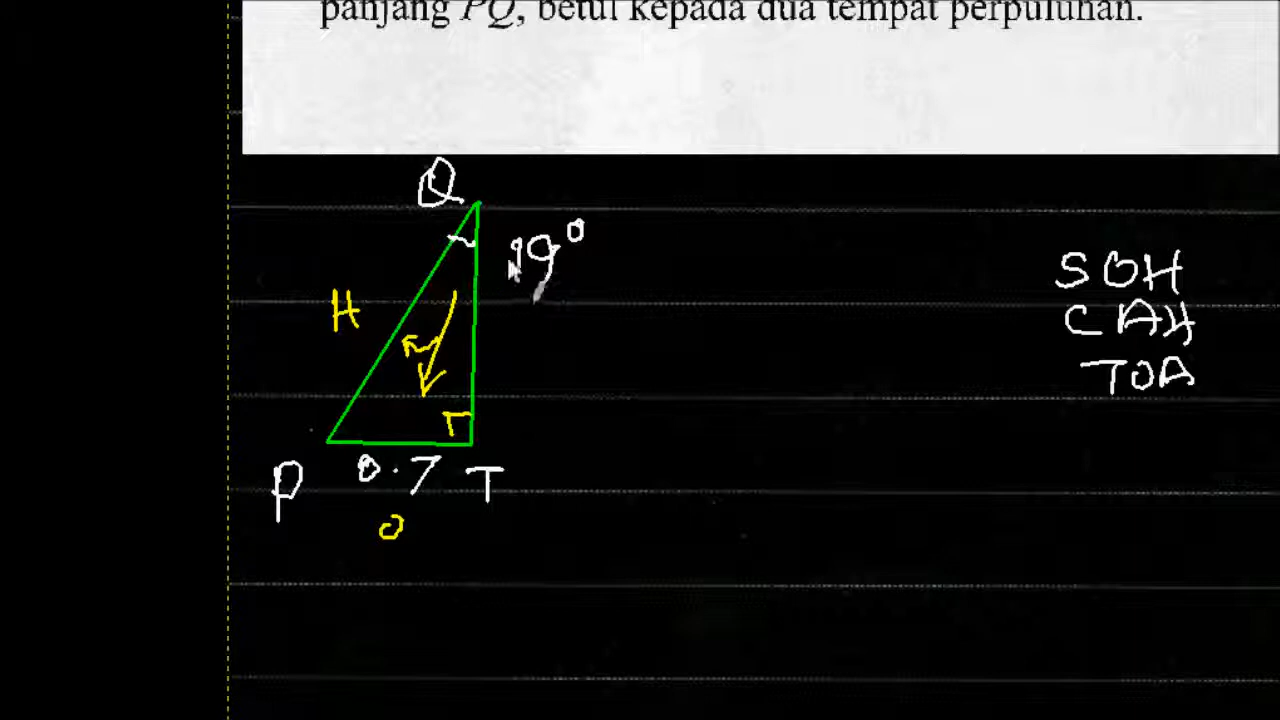 panjang PQ, betul kepada dua tempat perpuluhan.
Q
19°
H
P 0.7 T
O
SOH
CAH
TOA